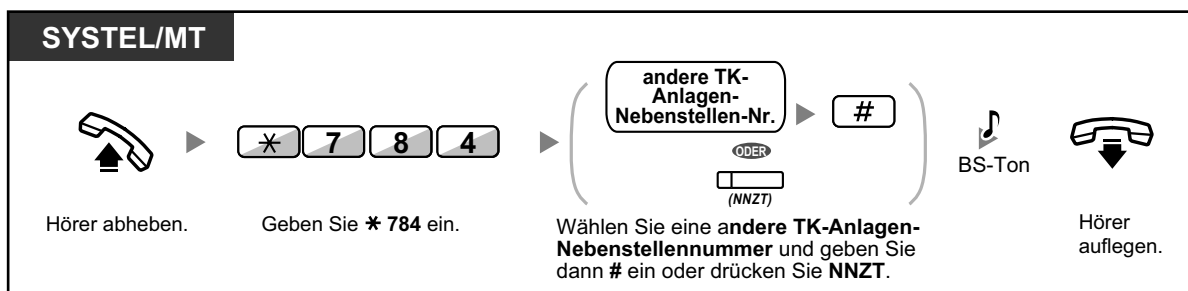 SYSTEL/MT
andere TK-
Anlagen-
Nebenstellen-Nr.
#
* 7 8 4
ODER
(NNZT)
BS-Ton
Hörer abheben.
Geben Sie * 784 ein.
Wählen Sie eine andere TK-Anlagen-
Nebenstellennummer und geben Sie
dann # ein oder drücken Sie NNZT.
Hörer
auflegen.